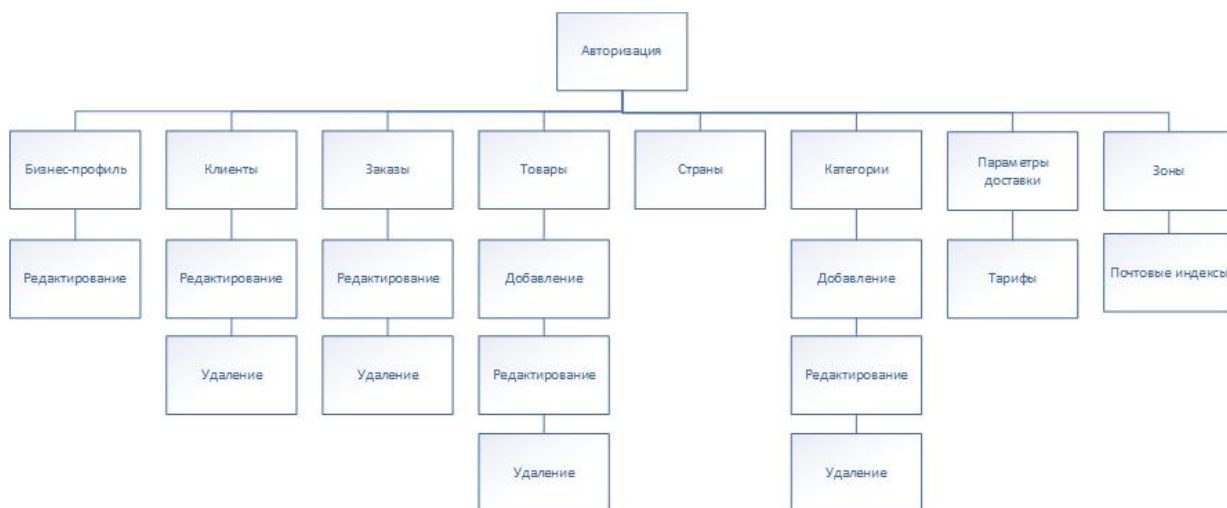 Авторизация
Бизнес-профиль
Клиенты
Заказы
Товары
Страны
Категории
Параметры
доставки
Зоны
Редактирование
Редактирование
Редактирование
Добавление
Добавление
Тарифы
Почтовые индексы
Удаление
Удаление
Редактирование
Редактирование
Удаление
Удаление